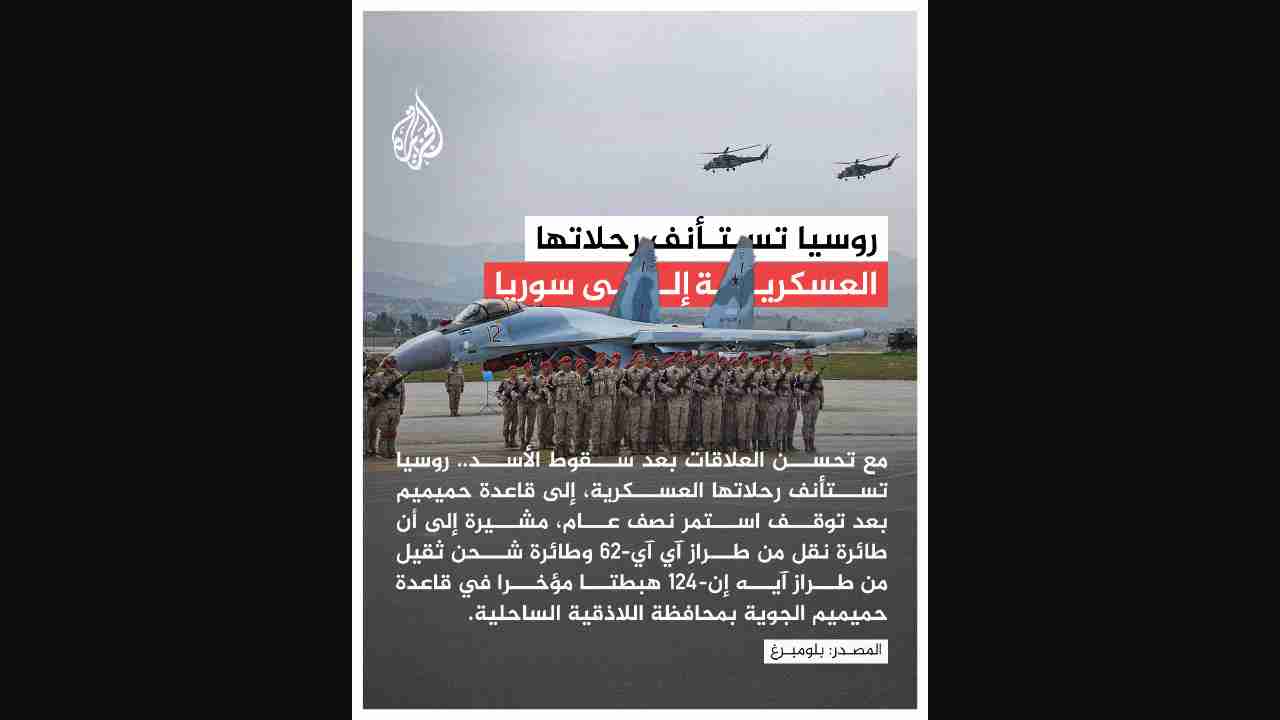 الجزيرة
روسيا تستأنف رحلاتها
العسكرية إلى سوريا
12
مع تحسن العلاقات بعد سقوط الأسد.. روسيا
تستأنف رحلاتها العسكرية، إلى قاعدة حميميم
بعد توقف استمر نصف عام، مشيرة إلى أن
طائرة نقل من طراز آي آي-62 وطائرة شحن ثقيل
من طراز آيه إن-124 هبطتا مؤخرا في قاعدة
حميميم الجوية بمحافظة اللاذقية الساحلية.
المصدر: بلومبرغ